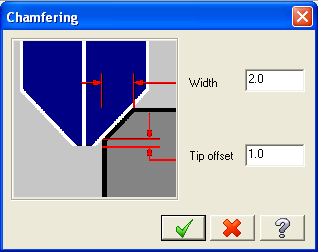 Chamfering
Width 2.0
Tip offset 1.0
?